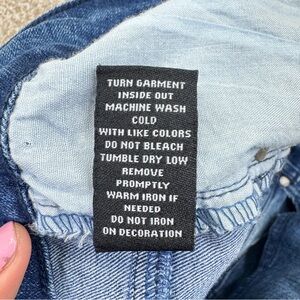 TURN GARMENT
INSIDE OUT
MACHINE WASH
COLD
WITH LIKE COLORS
DO NOT BLEACH
TUMBLE DRY LOW
REMOVE
PROMPTLY
WARM IRON IF
NEEDED
DO NOT IRON
ON DECORATION